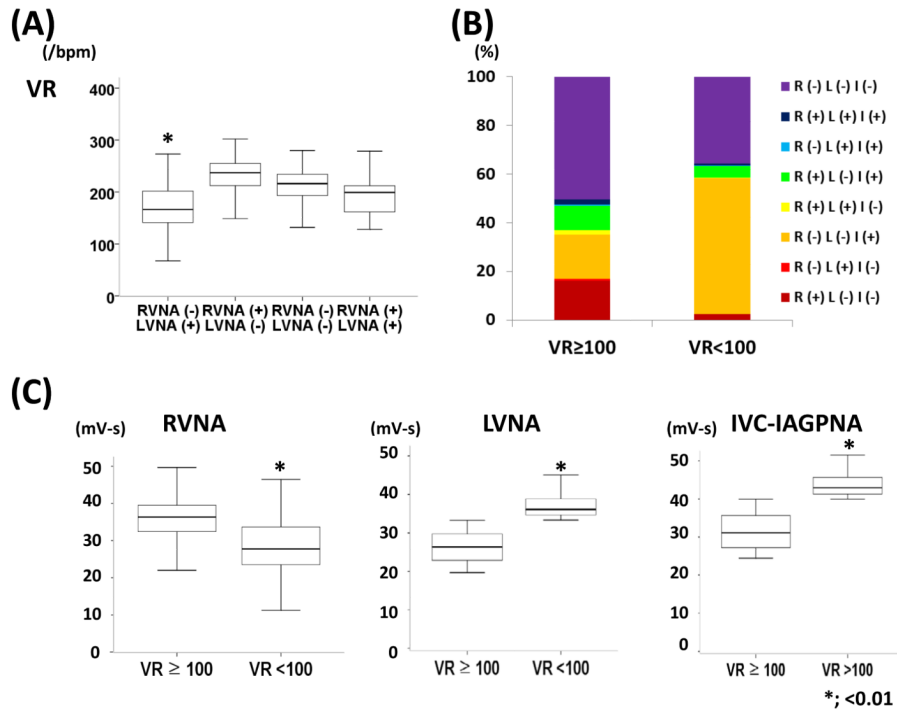 (A)
(/bpm)
VR
400
300
200
100
0
*
RVNA (-) RVNA (+) RVNA (-) RVNA (+)
LVNA (+) LVNA (-) LVNA (-) LVNA (+)
(B)
(%)
100
80
60
40
20
0
VR≥100 VR<100
R (-) L (-) I (-)
R (+) L (+) I (+)
R (-) L (+) I (+)
R (+) L (-) I (+)
R (+) L (+) I (-)
R (-) L (-) I (+)
R (-) L (+) I (-)
R (+) L (-) I (-)
(C)
RVNA
(mV-s)
50
40
30
20
10
0
*
VR ≥ 100 VR <100
LVNA
(mV-s)
50
40
30
20
10
0
*
VR ≥ 100 VR <100
IVC-IAGPNA
(mV-s)
50
40
30
20
10
0
*
VR ≥ 100 VR >100
*; <0.01